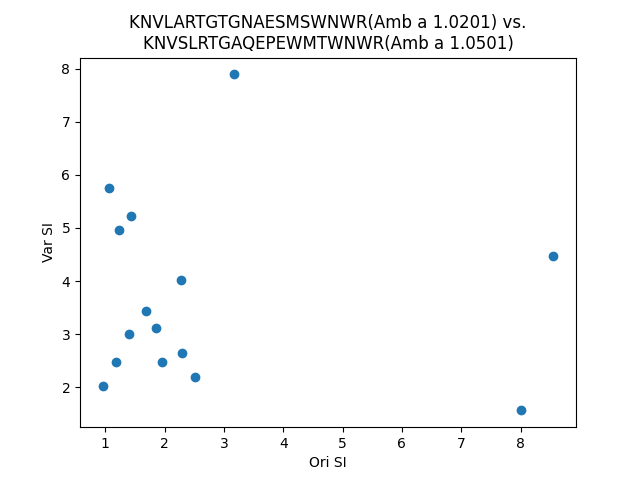 KNVLARTGTGNAESMSWNWR(Amb a 1.0201) vs.
KNVSLRTGAQEPEWMTWNWR(Amb a 1.0501)
8
7
6
5
4
3
2
Var SI
1 2 3 4 5 6 7 8
Ori SI